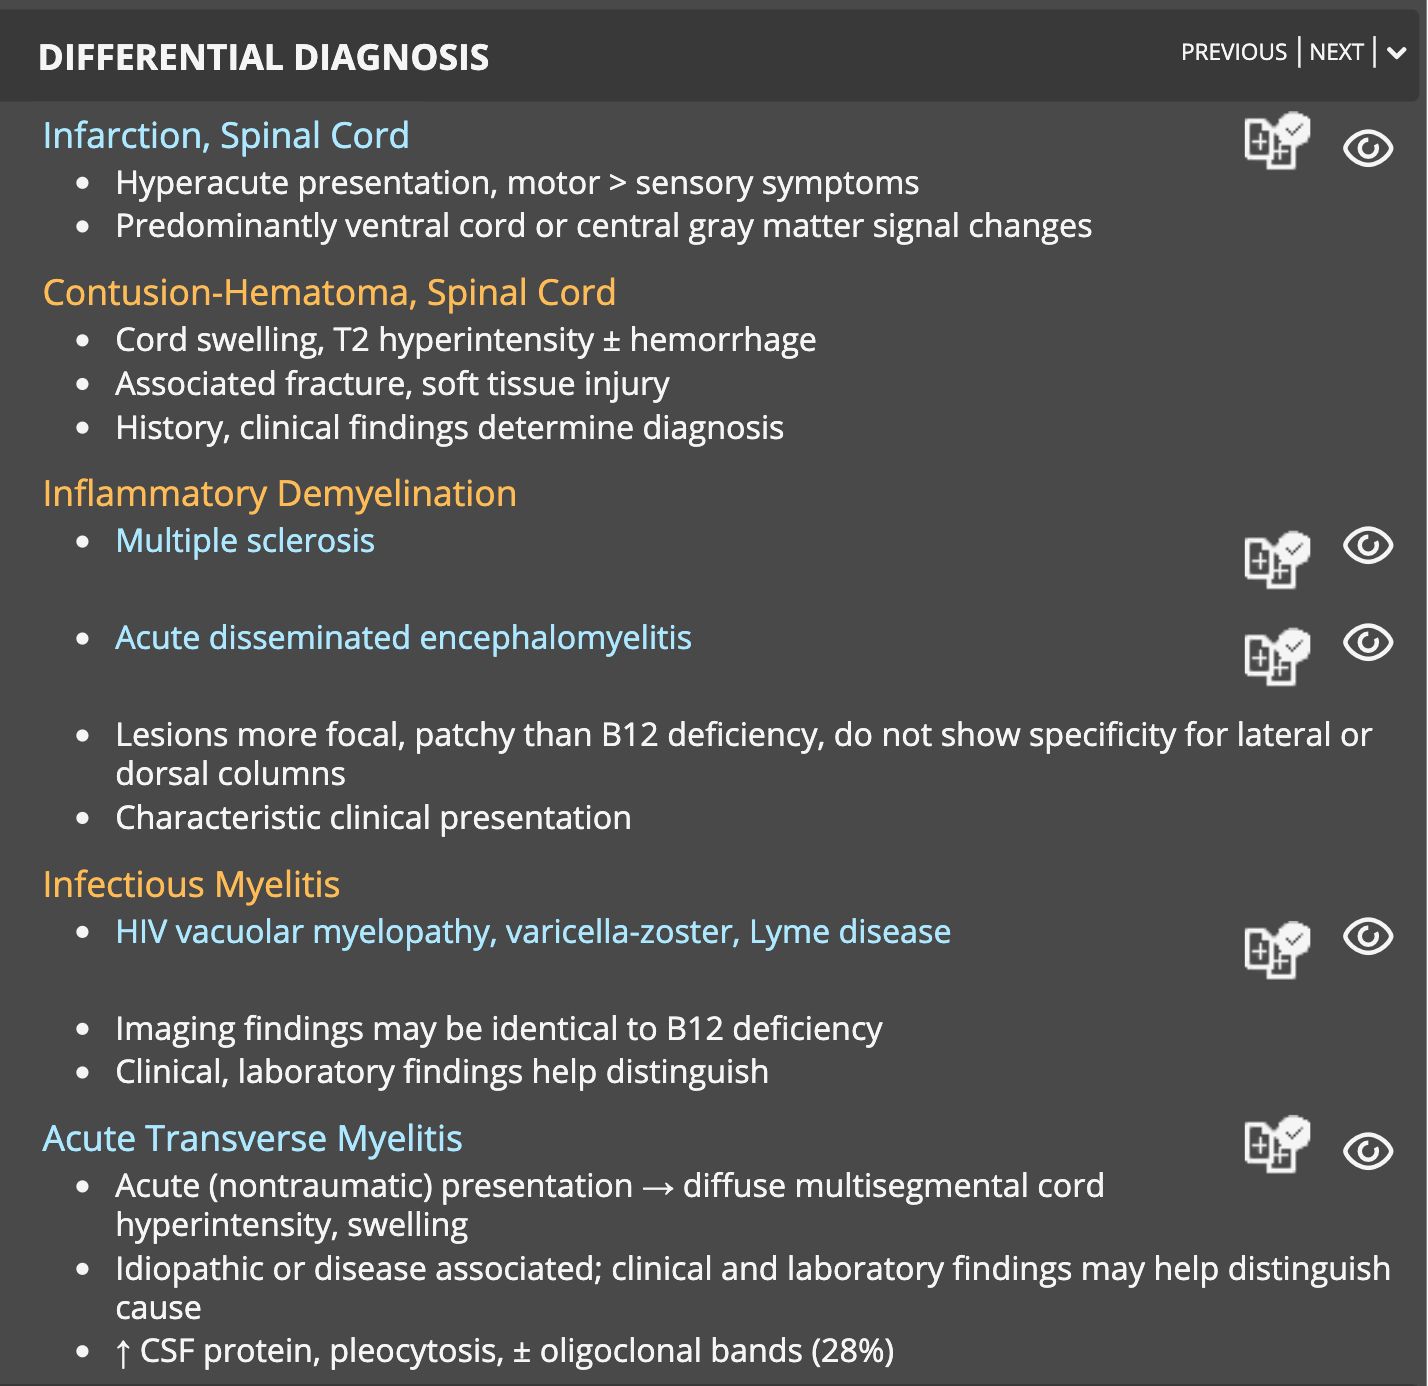 DIFFERENTIAL DIAGNOSIS
PREVIOUS | NEXT |
Infarction, Spinal Cord
• Hyperacute presentation, motor > sensory symptoms
• Predominantly ventral cord or central gray matter signal changes
Contusion-Hematoma, Spinal Cord
• Cord swelling, T2 hyperintensity ± hemorrhage
• Associated fracture, soft tissue injury
• History, clinical findings determine diagnosis
Inflammatory Demyelination
• Multiple sclerosis
• Acute disseminated encephalomyelitis
• Lesions more focal, patchy than B12 deficiency, do not show specificity for lateral or
dorsal columns
• Characteristic clinical presentation
Infectious Myelitis
• HIV vacuolar myelopathy, varicella-zoster, Lyme disease
• Imaging findings may be identical to B12 deficiency
• Clinical, laboratory findings help distinguish
Acute Transverse Myelitis
• Acute (nontraumatic) presentation → diffuse multisegmental cord
hyperintensity, swelling
• Idiopathic or disease associated; clinical and laboratory findings may help distinguish
cause
• ↑ CSF protein, pleocytosis, ± oligoclonal bands (28%)